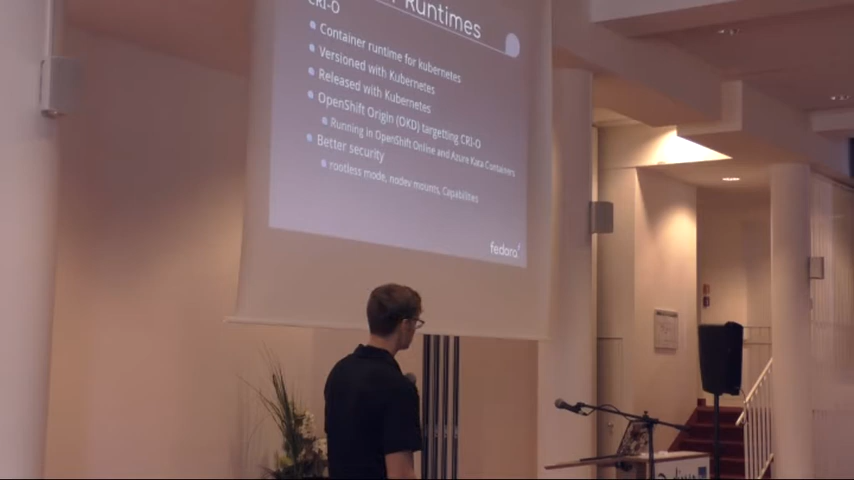 Runtimes
CRI-O
Container runtime for kubernetes
Versioned with Kubernetes
Released with Kubernetes
OpenShift Origin (OKD) targetting CRI-O
Running in OpenShift Online and Azure Kata Containers
Better security
rootless mode, nodev mounts, Capabilities
fedora